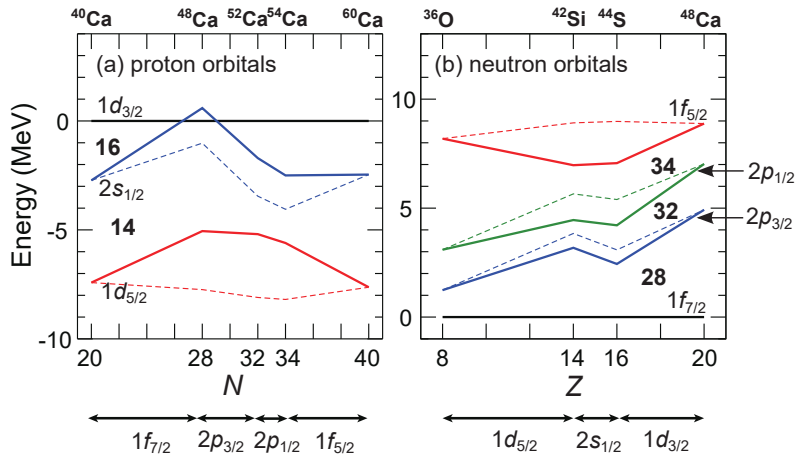 ⁴⁰Ca ⁴⁸Ca ⁵²Ca ⁵⁴Ca ⁶⁰Ca
³⁶O ⁴²Si ⁴⁴S ⁴⁸Ca
(a) proton orbitals
(b) neutron orbitals
Energy (MeV)
0
-5
-10
1d3/2
16
2s1/2
14
1d5/2
20 28 32 34 40
N
1f7/2 2p3/2 2p1/2 1f5/2
10
5
0
1f5/2
34
2p1/2
32
2p3/2
28
1f7/2
8 14 16 20
Z
1d5/2 2s1/2 1d3/2